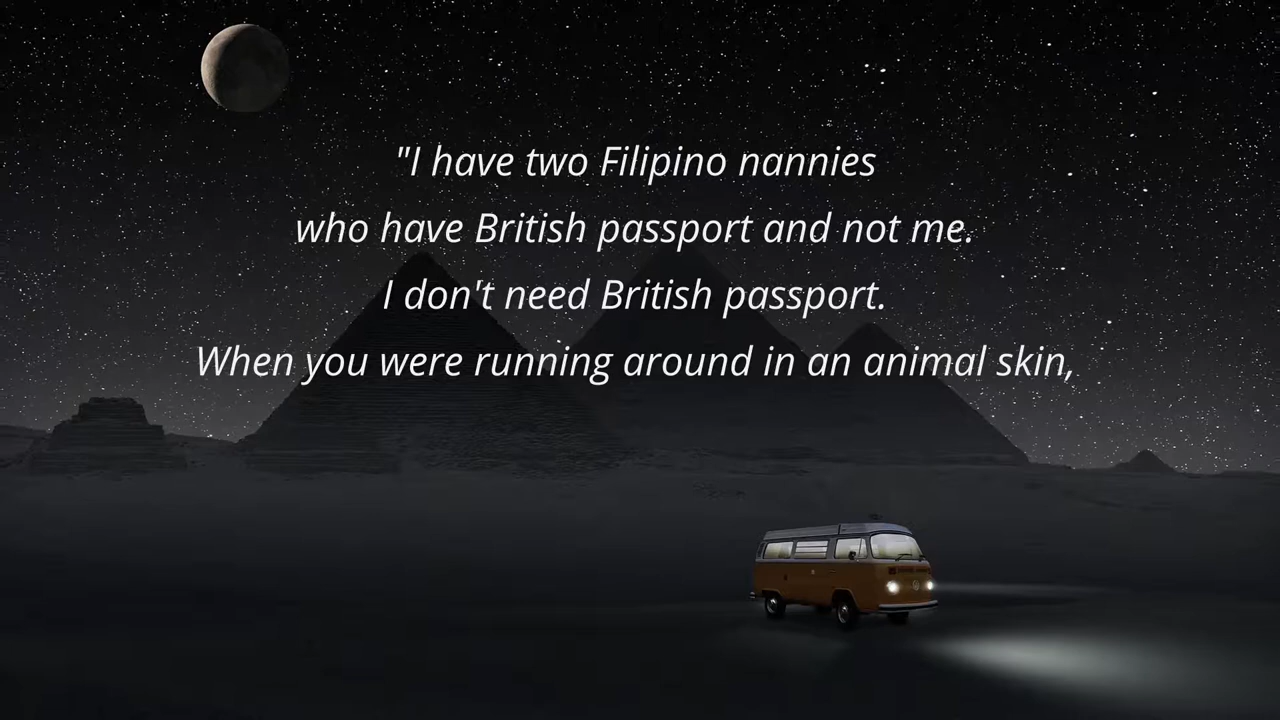 "I have two Filipino nannies
who have British passport and not me.
I don't need British passport.
When you were running around in an animal skin,